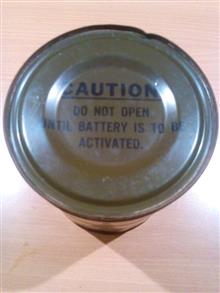 CAUTION
DO NOT OPEN
UNTIL BATTERY IS TO BE
ACTIVATED.